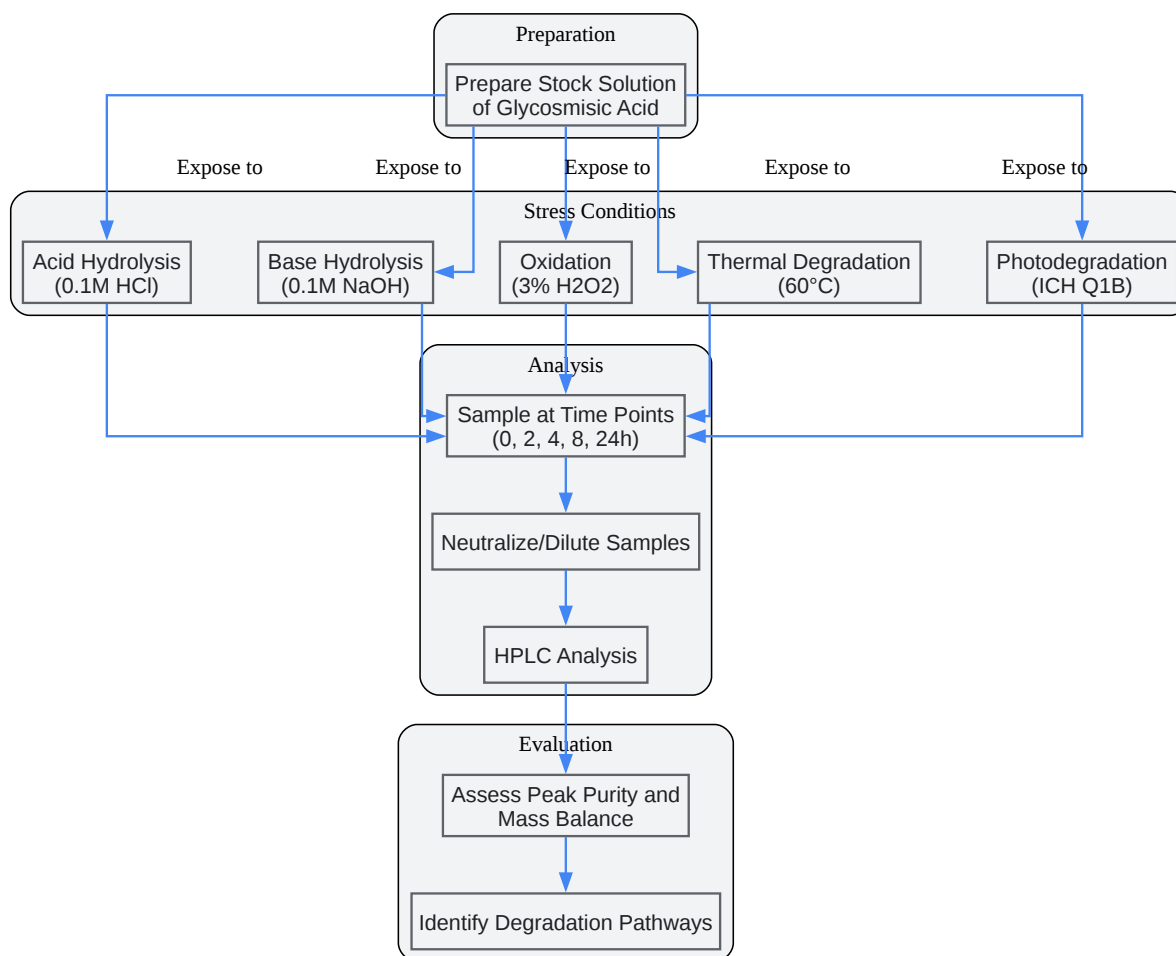 Preparation
Prepare Stock Solution
of Glycosmisic Acid
Expose to
Expose to
Expose to
Expose to
Expose to
Stress Conditions
Acid Hydrolysis
(0.1M HCl)
Base Hydrolysis
(0.1M NaOH)
Oxidation
(3% H2O2)
Thermal Degradation
(60°C)
Photodegradation
(ICH Q1B)
Analysis
Sample at Time Points
(0, 2, 4, 8, 24h)
Neutralize/Dilute Samples
HPLC Analysis
Evaluation
Assess Peak Purity and
Mass Balance
Identify Degradation Pathways